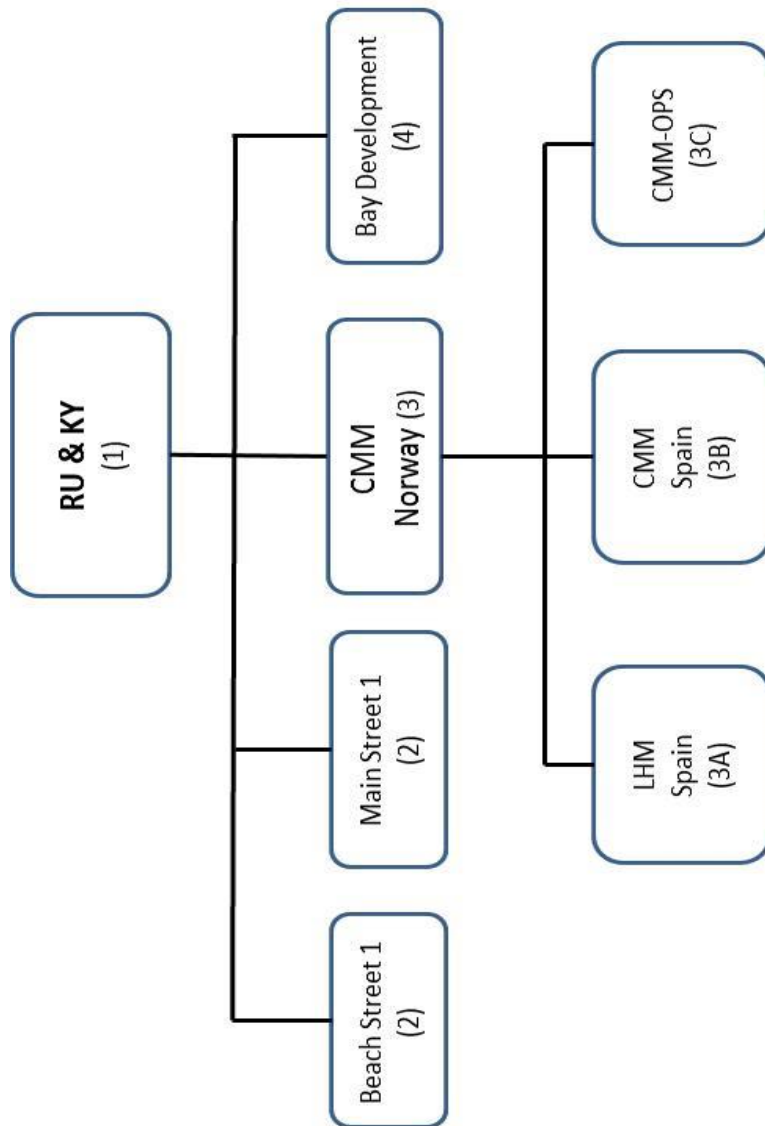 RU & KY
(1)
Beach Street 1
(2)
Main Street 1
(2)
CMM
Norway (3)
Bay Development
(4)
LHM
Spain
(3A)
CMM
Spain
(3B)
CMM-OPS
(3C)